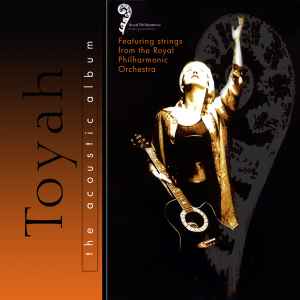 Toyah
the acoustic album
Featuring strings
from the Royal
Philharmonic
Orchestra